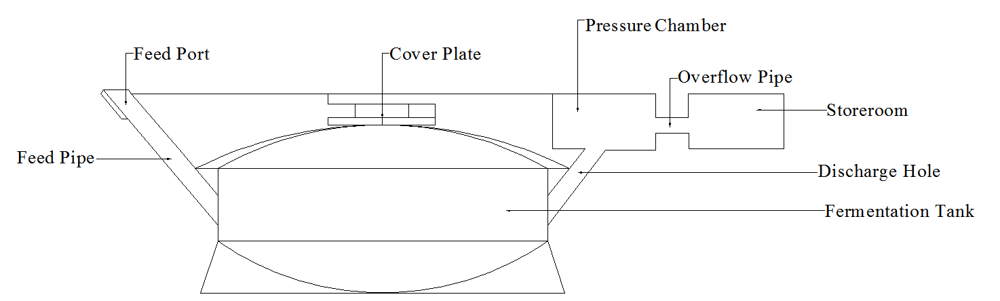 Pressure Chamber
Feed Port
Cover Plate
Overflow Pipe
Storeroom
Feed Pipe
Discharge Hole
Fermentation Tank